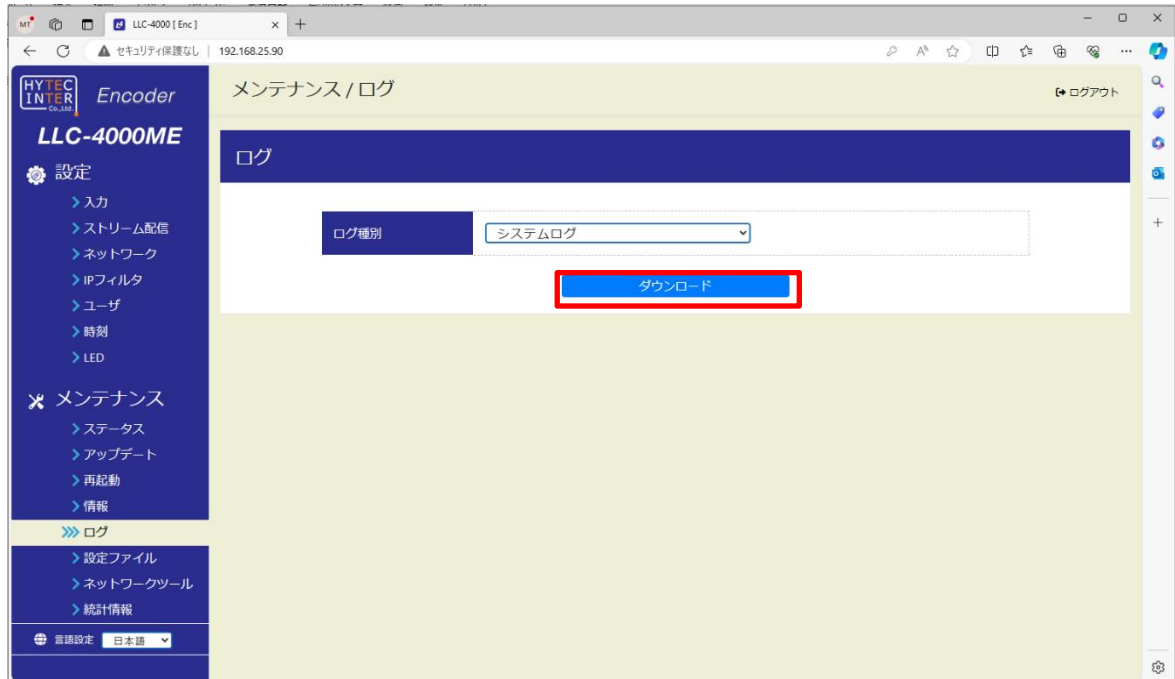 MT
LLC-4000 [ Enc ]
セキュリティ保護なし
192.168.25.90
HYTEC
INTER
Co.,Ltd.
Encoder
メンテナンス / ログ
ログアウト
LLC-4000ME
設定
入力
ストリーム配信
ネットワーク
IPフィルタ
ユーザ
時刻
LED
メンテナンス
ステータス
アップデート
再起動
情報
ログ
設定ファイル
ネットワークツール
統計情報
言語設定 日本語
ログ
ログ種別
システムログ
ダウンロード